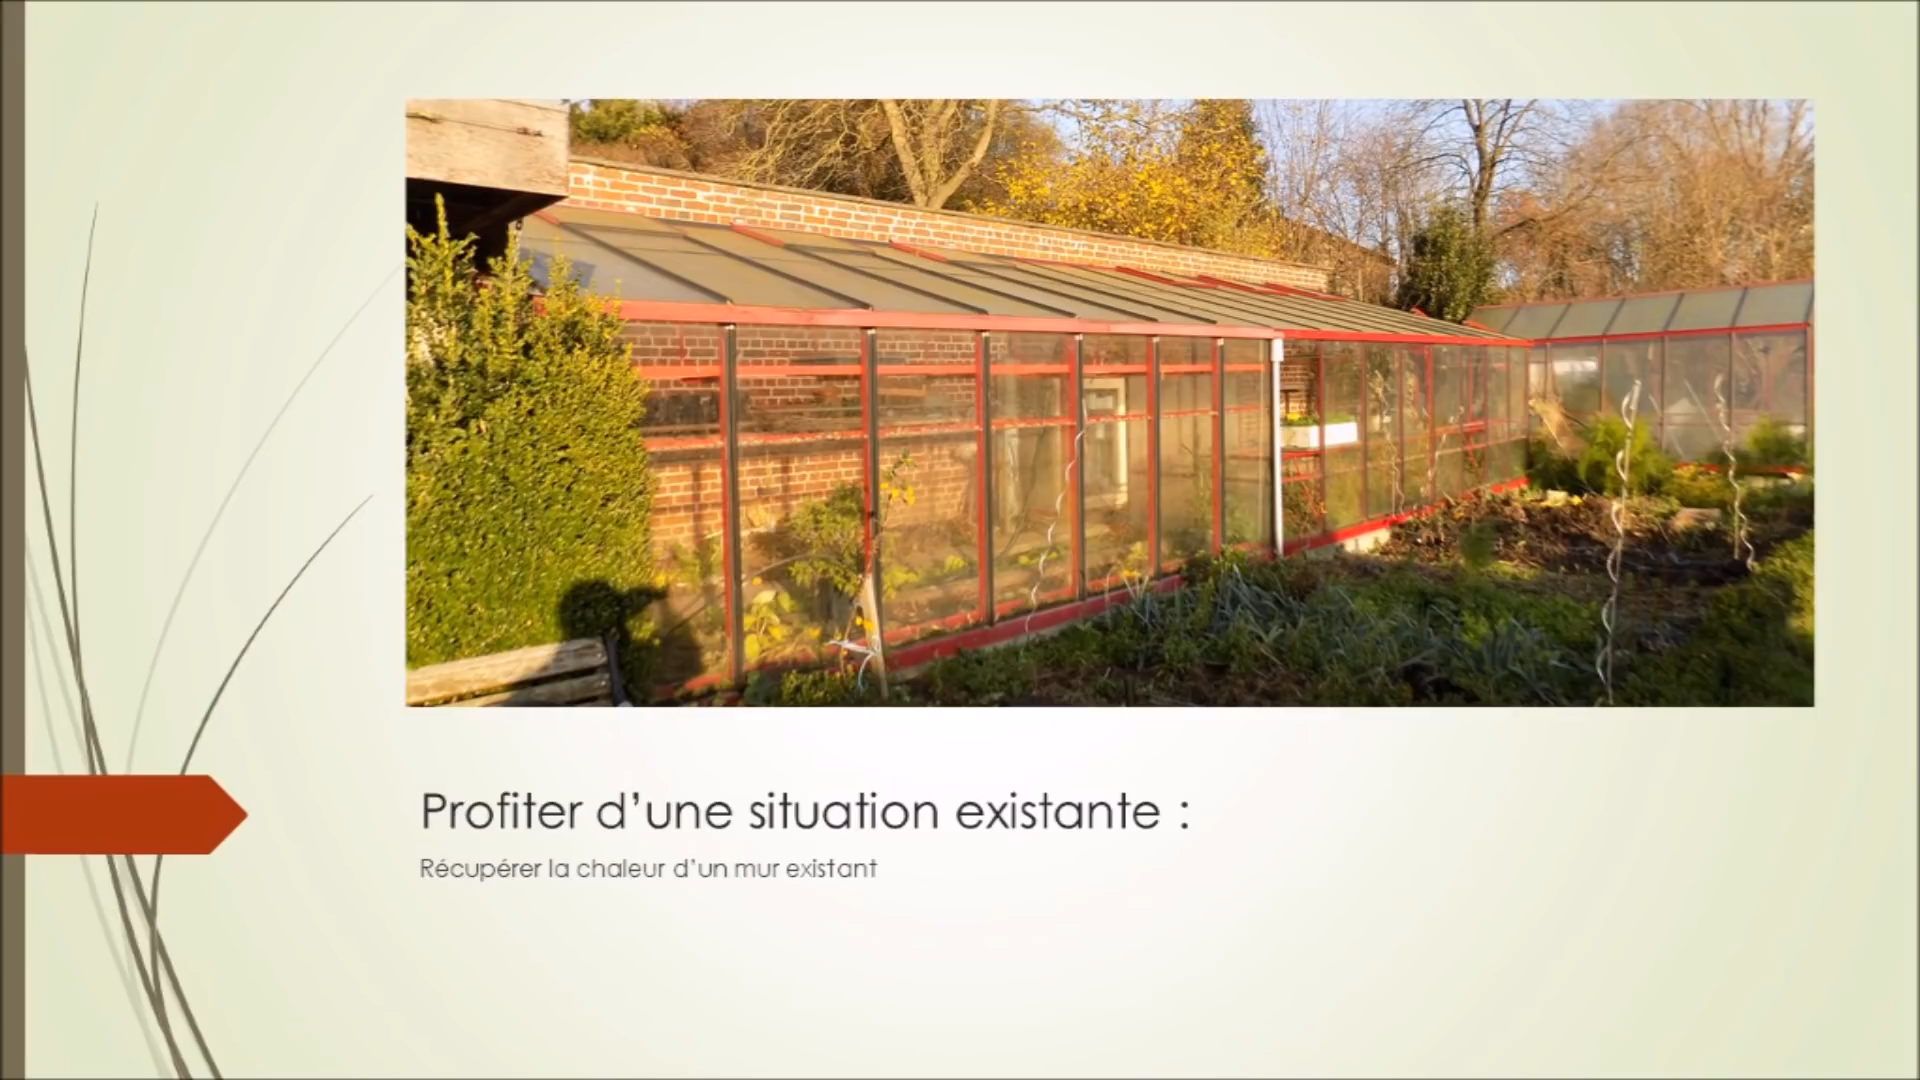 Profiter d’une situation existante :
Récupérer la chaleur d’un mur existant